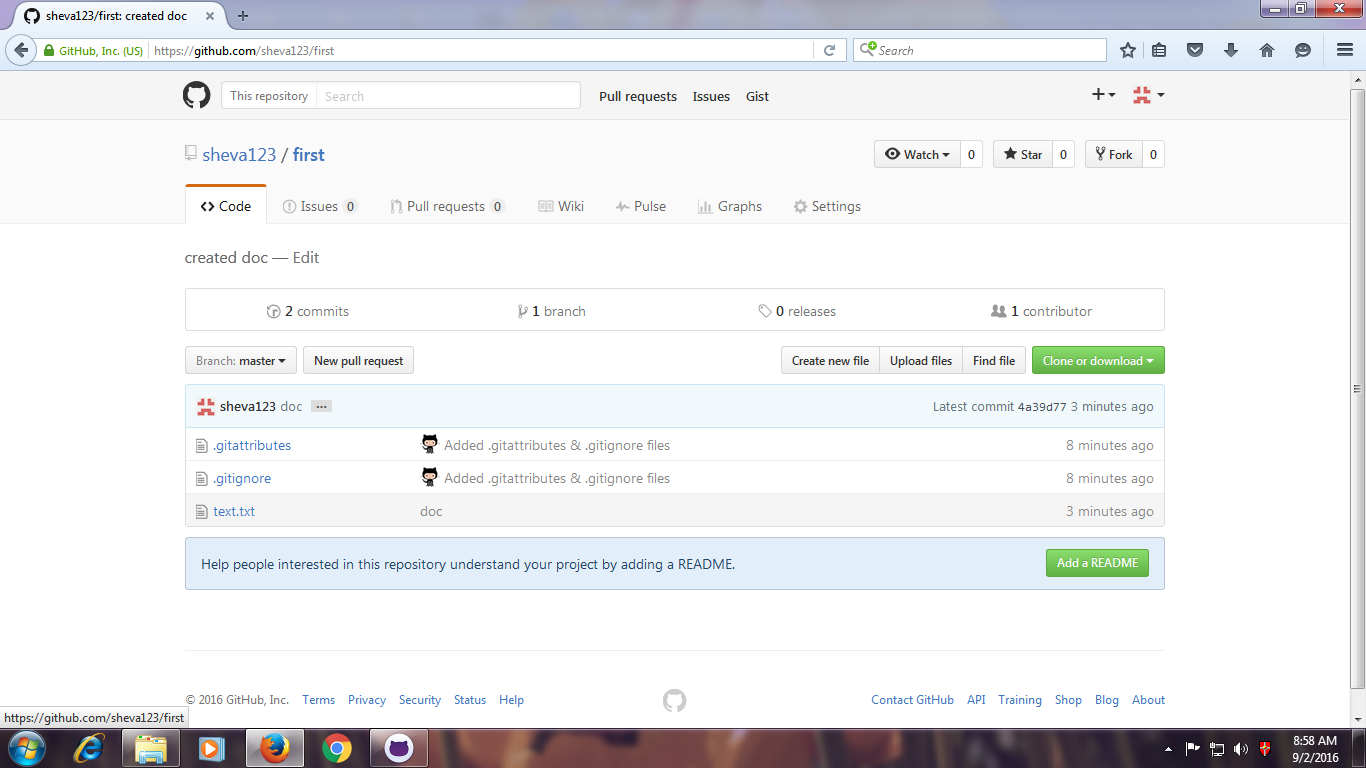 sheva123/first: created doc
GitHub, Inc. (US) https://github.com/sheva123/first Search
This repository Search Pull requests Issues Gist
sheva123 / first Watch 0 Star 0 Fork 0
Code Issues 0 Pull requests 0 Wiki Pulse Graphs Settings
created doc — Edit
2 commits 1 branch 0 releases 1 contributor
Branch: master New pull request Create new file Upload files Find file Clone or download
sheva123 doc ... Latest commit 4a39d77 3 minutes ago
.gitattributes Added .gitattributes & .gitignore files 8 minutes ago
.gitignore Added .gitattributes & .gitignore files 8 minutes ago
text.txt doc 3 minutes ago
Help people interested in this repository understand your project by adding a README. Add a README
© 2016 GitHub, Inc. Terms Privacy Security Status Help Contact GitHub API Training Shop Blog About
https://github.com/sheva123/first
8:58 AM
9/2/2016